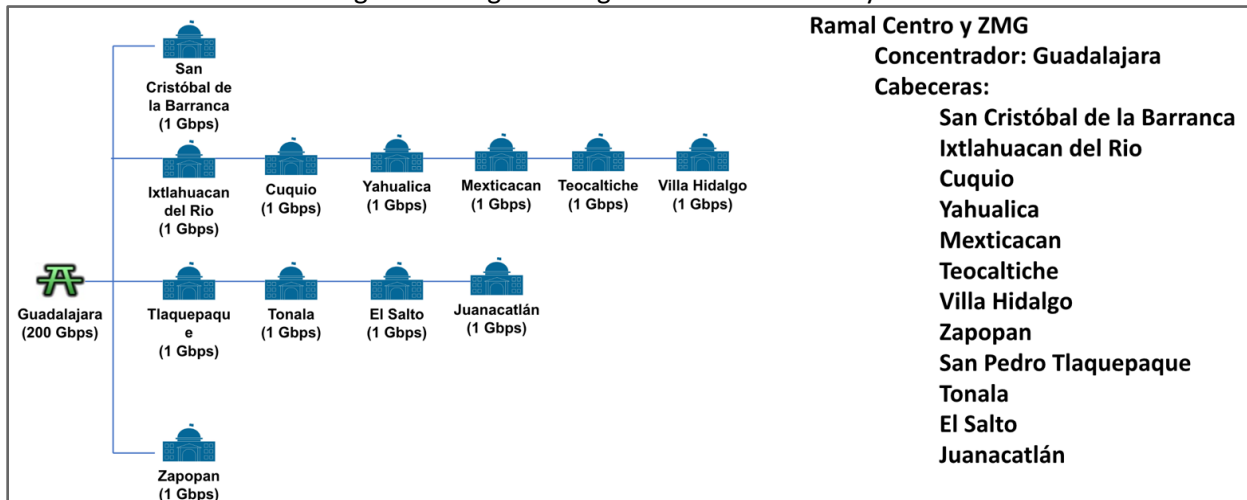 San
Cristóbal de
la Barranca
(1 Gbps)
Ixtlahuacan
del Rio
(1 Gbps)
Cuquio
(1 Gbps)
Yahualica
(1 Gbps)
Mexticacan
(1 Gbps)
Teocaltiche
(1 Gbps)
Villa Hidalgo
(1 Gbps)
Guadalajara
(200 Gbps)
Tlaquepaqu
e
(1 Gbps)
Tonala
(1 Gbps)
El Salto
(1 Gbps)
Juanacatlán
(1 Gbps)
Zapopan
(1 Gbps)
Ramal Centro y ZMG
Concentrador: Guadalajara
Cabeceras:
San Cristóbal de la Barranca
Ixtlahuacan del Rio
Cuquio
Yahualica
Mexticacan
Teocaltiche
Villa Hidalgo
Zapopan
San Pedro Tlaquepaque
Tonala
El Salto
Juanacatlán